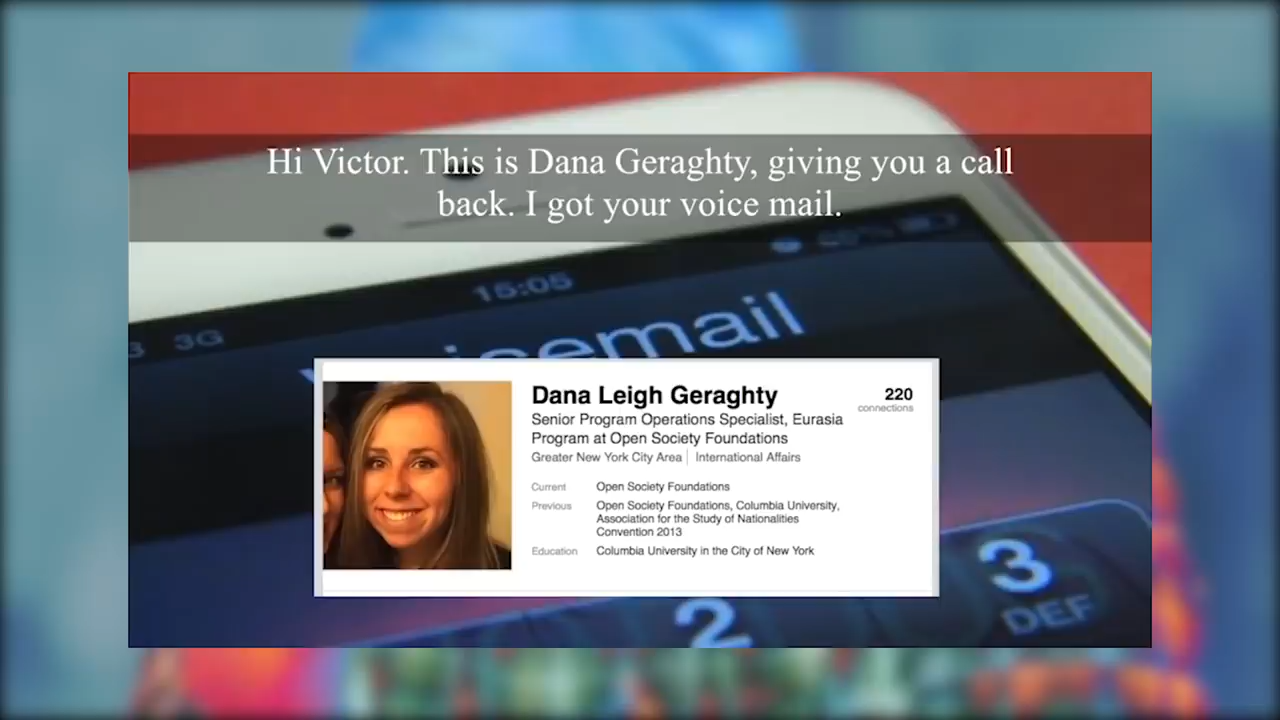 Hi Victor. This is Dana Geraghty, giving you a call
back. I got your voice mail.
15:05
3G
Dana Leigh Geraghty
220
connections
Senior Program Operations Specialist, Eurasia
Program at Open Society Foundations
Greater New York City Area | International Affairs
Current Open Society Foundations
Previous Open Society Foundations, Columbia University,
Association for the Study of Nationalities
Convention 2013
Education Columbia University in the City of New York
2
3
DEF